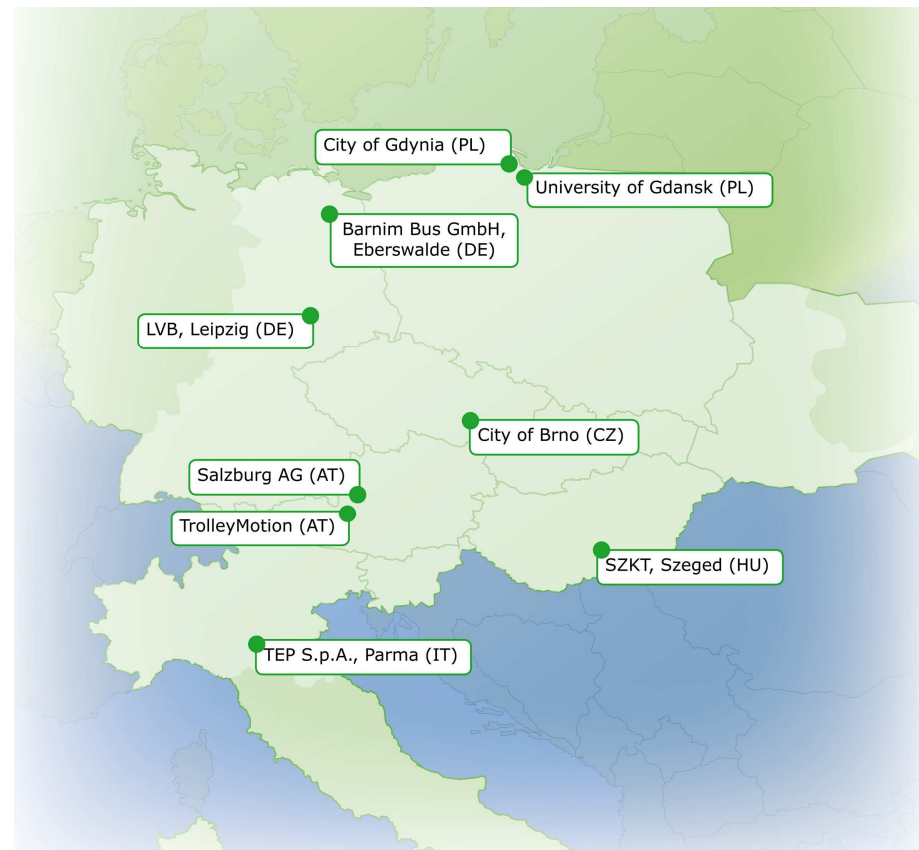 City of Gdynia (PL)
University of Gdansk (PL)
Barnim Bus GmbH,
Eberswalde (DE)
LVB, Leipzig (DE)
City of Brno (CZ)
Salzburg AG (AT)
TrolleyMotion (AT)
SZKT, Szeged (HU)
TEP S.p.A., Parma (IT)